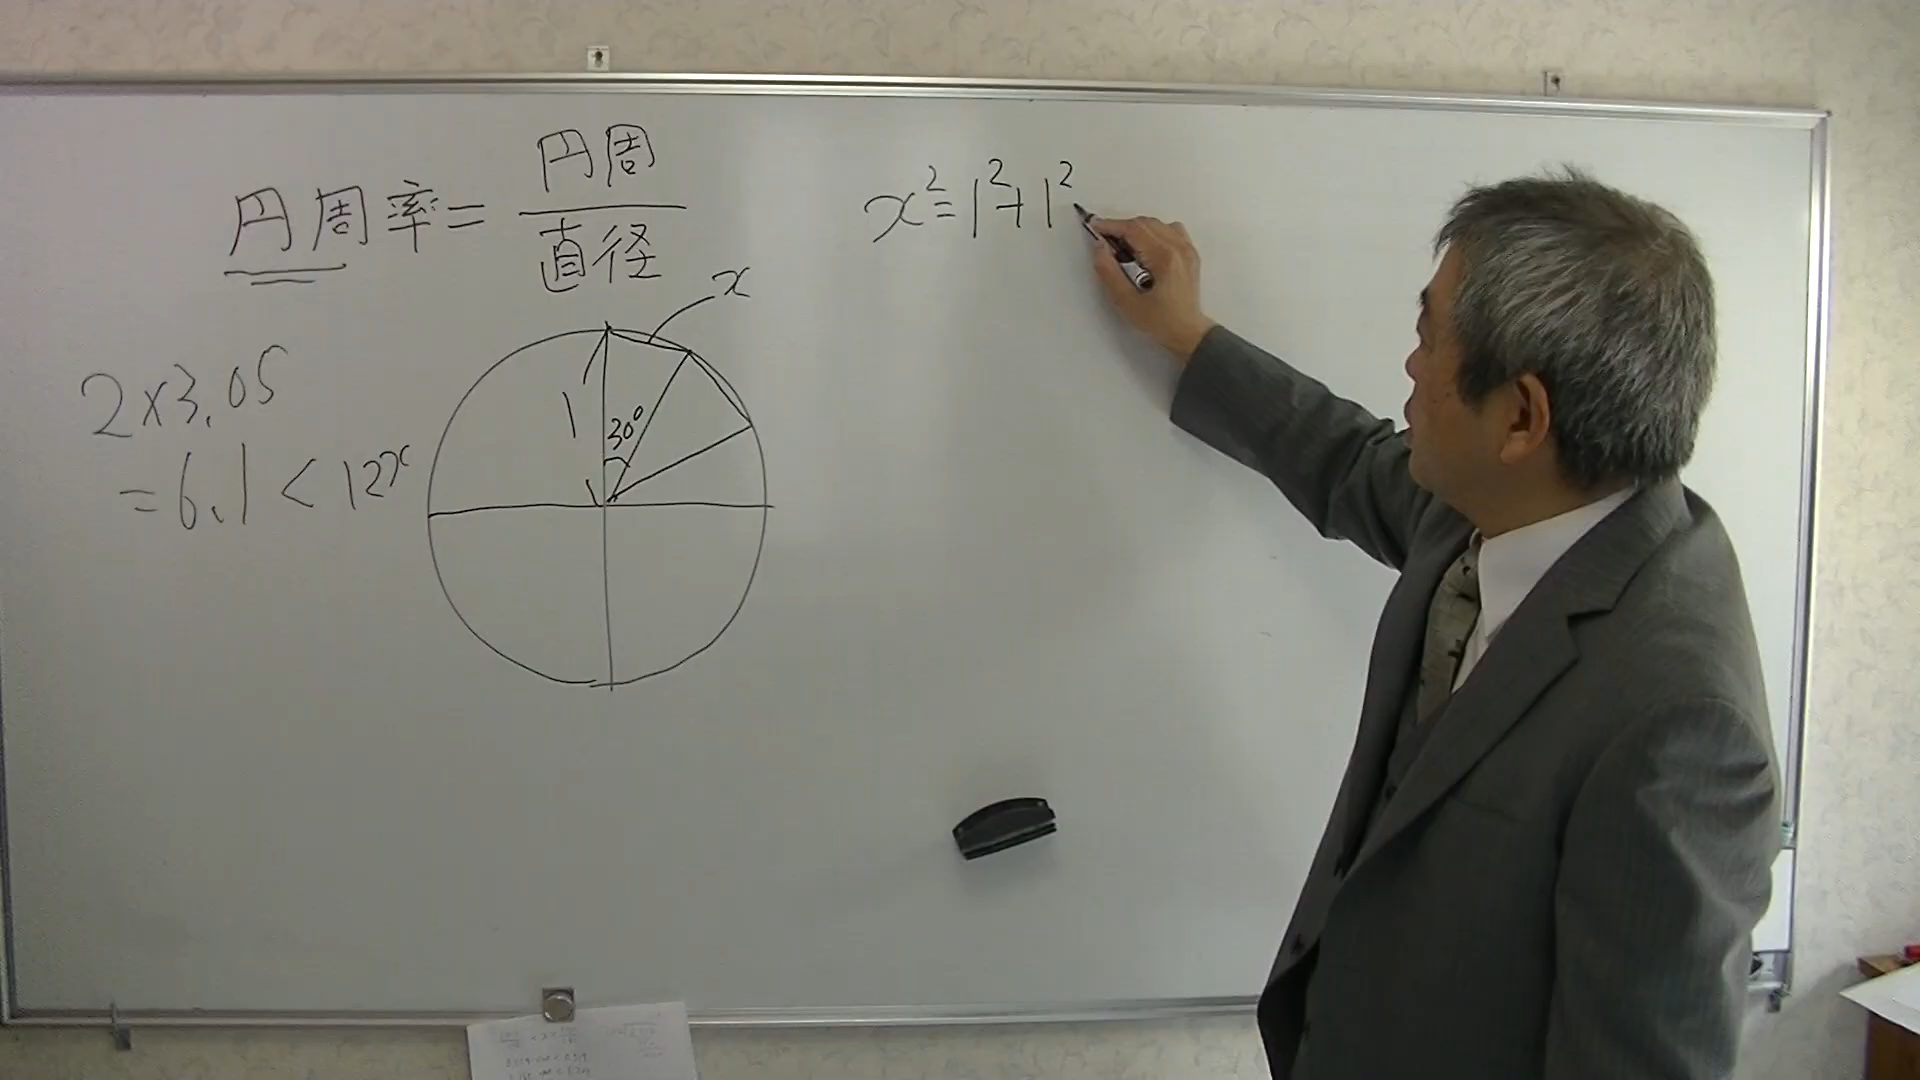 円周率 = 円周
直径
x
2×3.05
= 6.1 < 12x
1
30°
x² = 1² + 1²